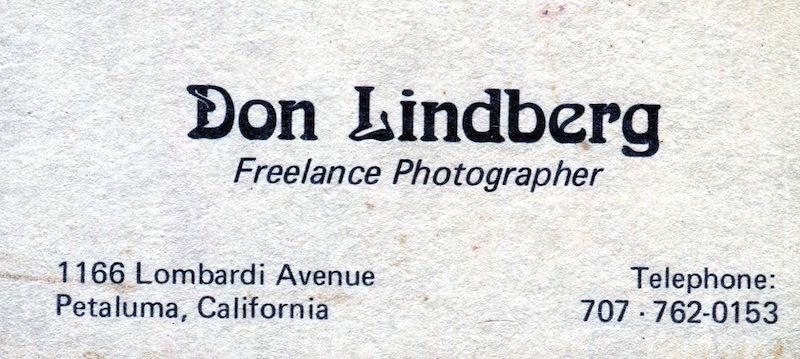 Don Lindberg
Freelance Photographer
1166 Lombardi Avenue
Petaluma, California
Telephone:
707 · 762-0153